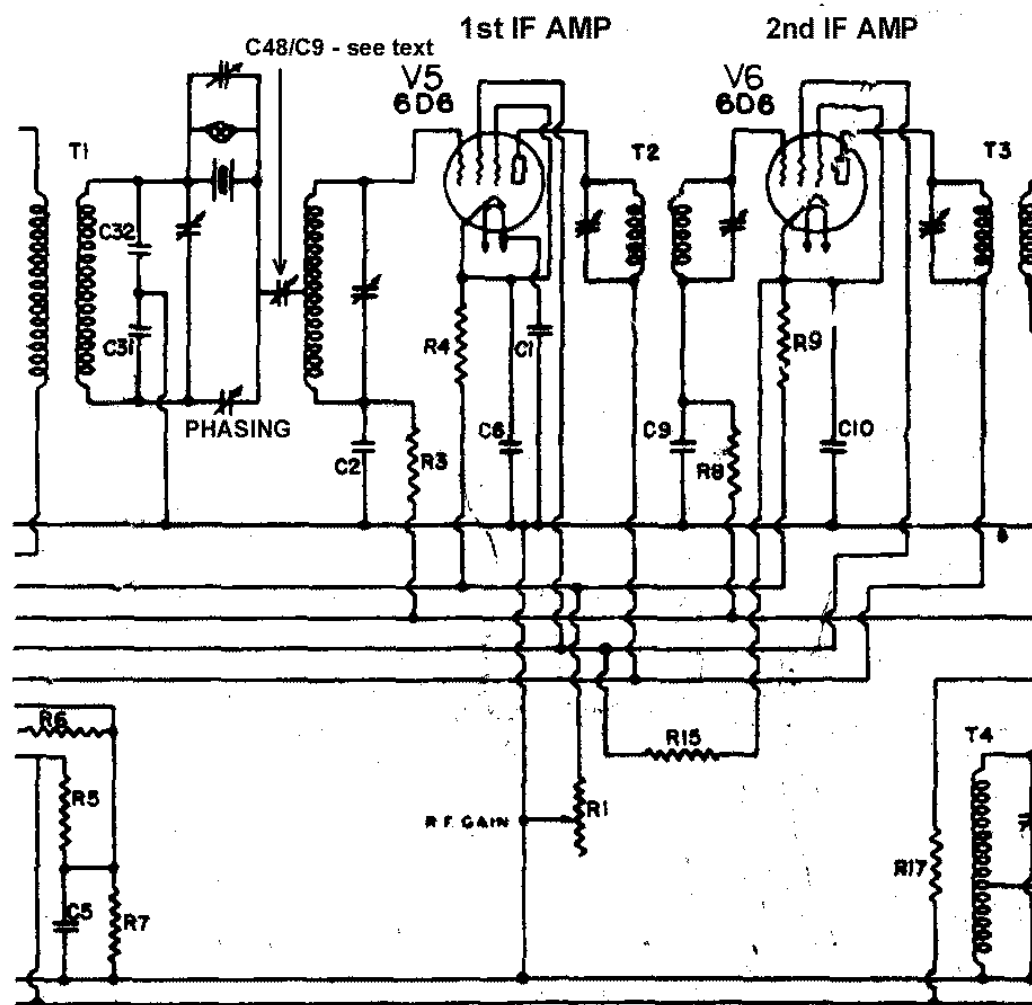 1st IF AMP
2nd IF AMP
C48/C9 - see text
V5
6D6
V6
6D6
T1
T2
T3
C32
C31
R4
C1
R9
PHASING
C2
R3
C6
C9
R8
C10
R6
R15
T4
R5
R F. GAIN
R1
R17
C5
R7